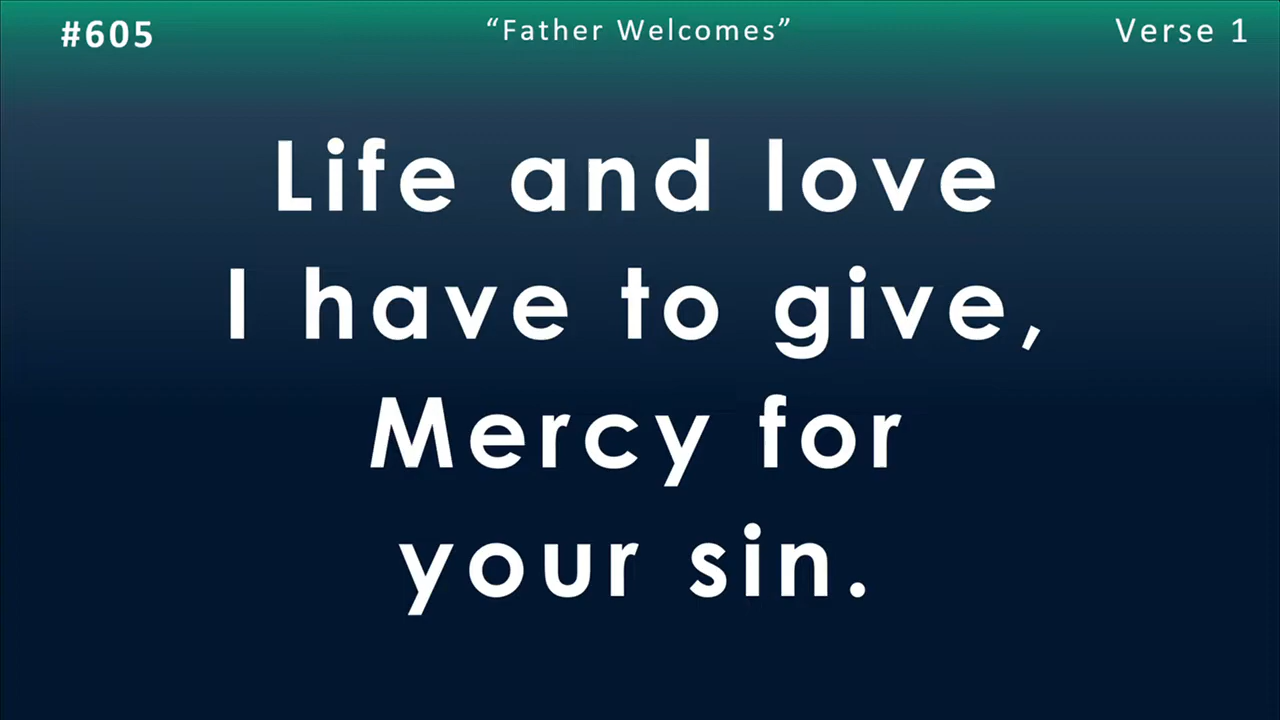 #605
“Father Welcomes”
Verse 1
Life and love
I have to give,
Mercy for
your sin.